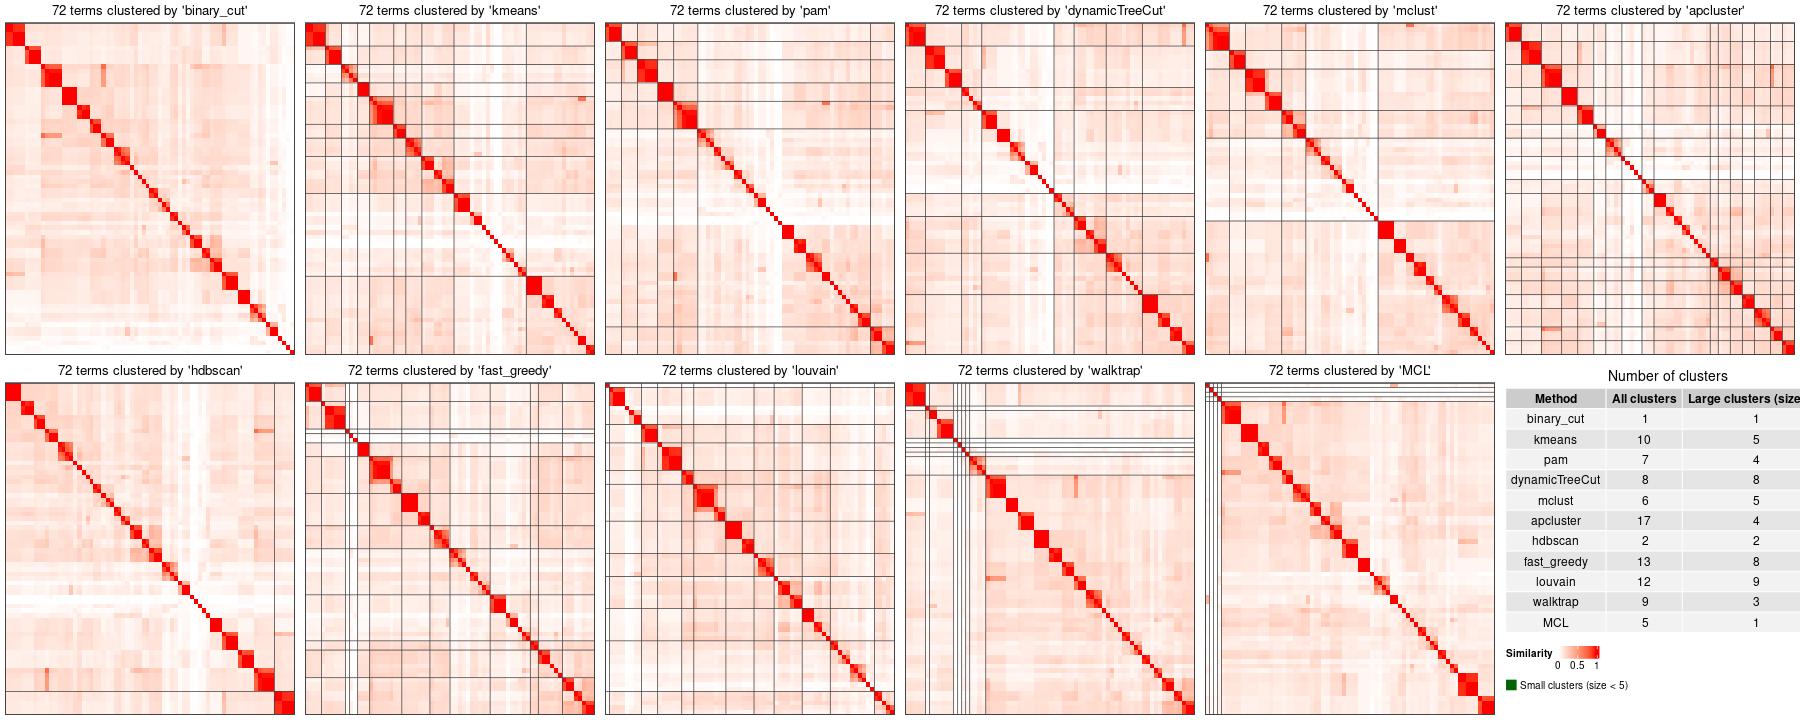 72 terms clustered by 'binary_cut'
72 terms clustered by 'kmeans'
72 terms clustered by 'pam'
72 terms clustered by 'dynamicTreeCut'
72 terms clustered by 'mclust'
72 terms clustered by 'apcluster'
72 terms clustered by 'hdbscan'
72 terms clustered by 'fast_greedy'
72 terms clustered by 'louvain'
72 terms clustered by 'walktrap'
72 terms clustered by 'MCL'
Number of clusters
Method All clusters Large clusters (size
binary_cut 1 1
kmeans 10 5
pam 7 4
dynamicTreeCut 8 8
mclust 6 5
apcluster 17 4
hdbscan 2 2
fast_greedy 13 8
louvain 12 9
walktrap 9 3
MCL 5 1
Similarity
0 0.5 1
Small clusters (size < 5)